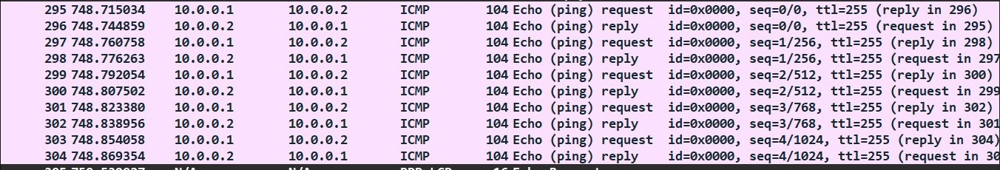 295 748.715034 10.0.0.1 10.0.0.2 ICMP 104 Echo (ping) request id=0x0000, seq=0/0, ttl=255 (reply in 296)
296 748.744859 10.0.0.2 10.0.0.1 ICMP 104 Echo (ping) reply id=0x0000, seq=0/0, ttl=255 (request in 295)
297 748.760758 10.0.0.1 10.0.0.2 ICMP 104 Echo (ping) request id=0x0000, seq=1/256, ttl=255 (reply in 298)
298 748.776263 10.0.0.2 10.0.0.1 ICMP 104 Echo (ping) reply id=0x0000, seq=1/256, ttl=255 (request in 297
299 748.792054 10.0.0.1 10.0.0.2 ICMP 104 Echo (ping) request id=0x0000, seq=2/512, ttl=255 (reply in 300)
300 748.807502 10.0.0.2 10.0.0.1 ICMP 104 Echo (ping) reply id=0x0000, seq=2/512, ttl=255 (request in 299
301 748.823380 10.0.0.1 10.0.0.2 ICMP 104 Echo (ping) request id=0x0000, seq=3/768, ttl=255 (reply in 302)
302 748.838956 10.0.0.2 10.0.0.1 ICMP 104 Echo (ping) reply id=0x0000, seq=3/768, ttl=255 (request in 301
303 748.854058 10.0.0.1 10.0.0.2 ICMP 104 Echo (ping) request id=0x0000, seq=4/1024, ttl=255 (reply in 304)
304 748.869354 10.0.0.2 10.0.0.1 ICMP 104 Echo (ping) reply id=0x0000, seq=4/1024, ttl=255 (request in 30